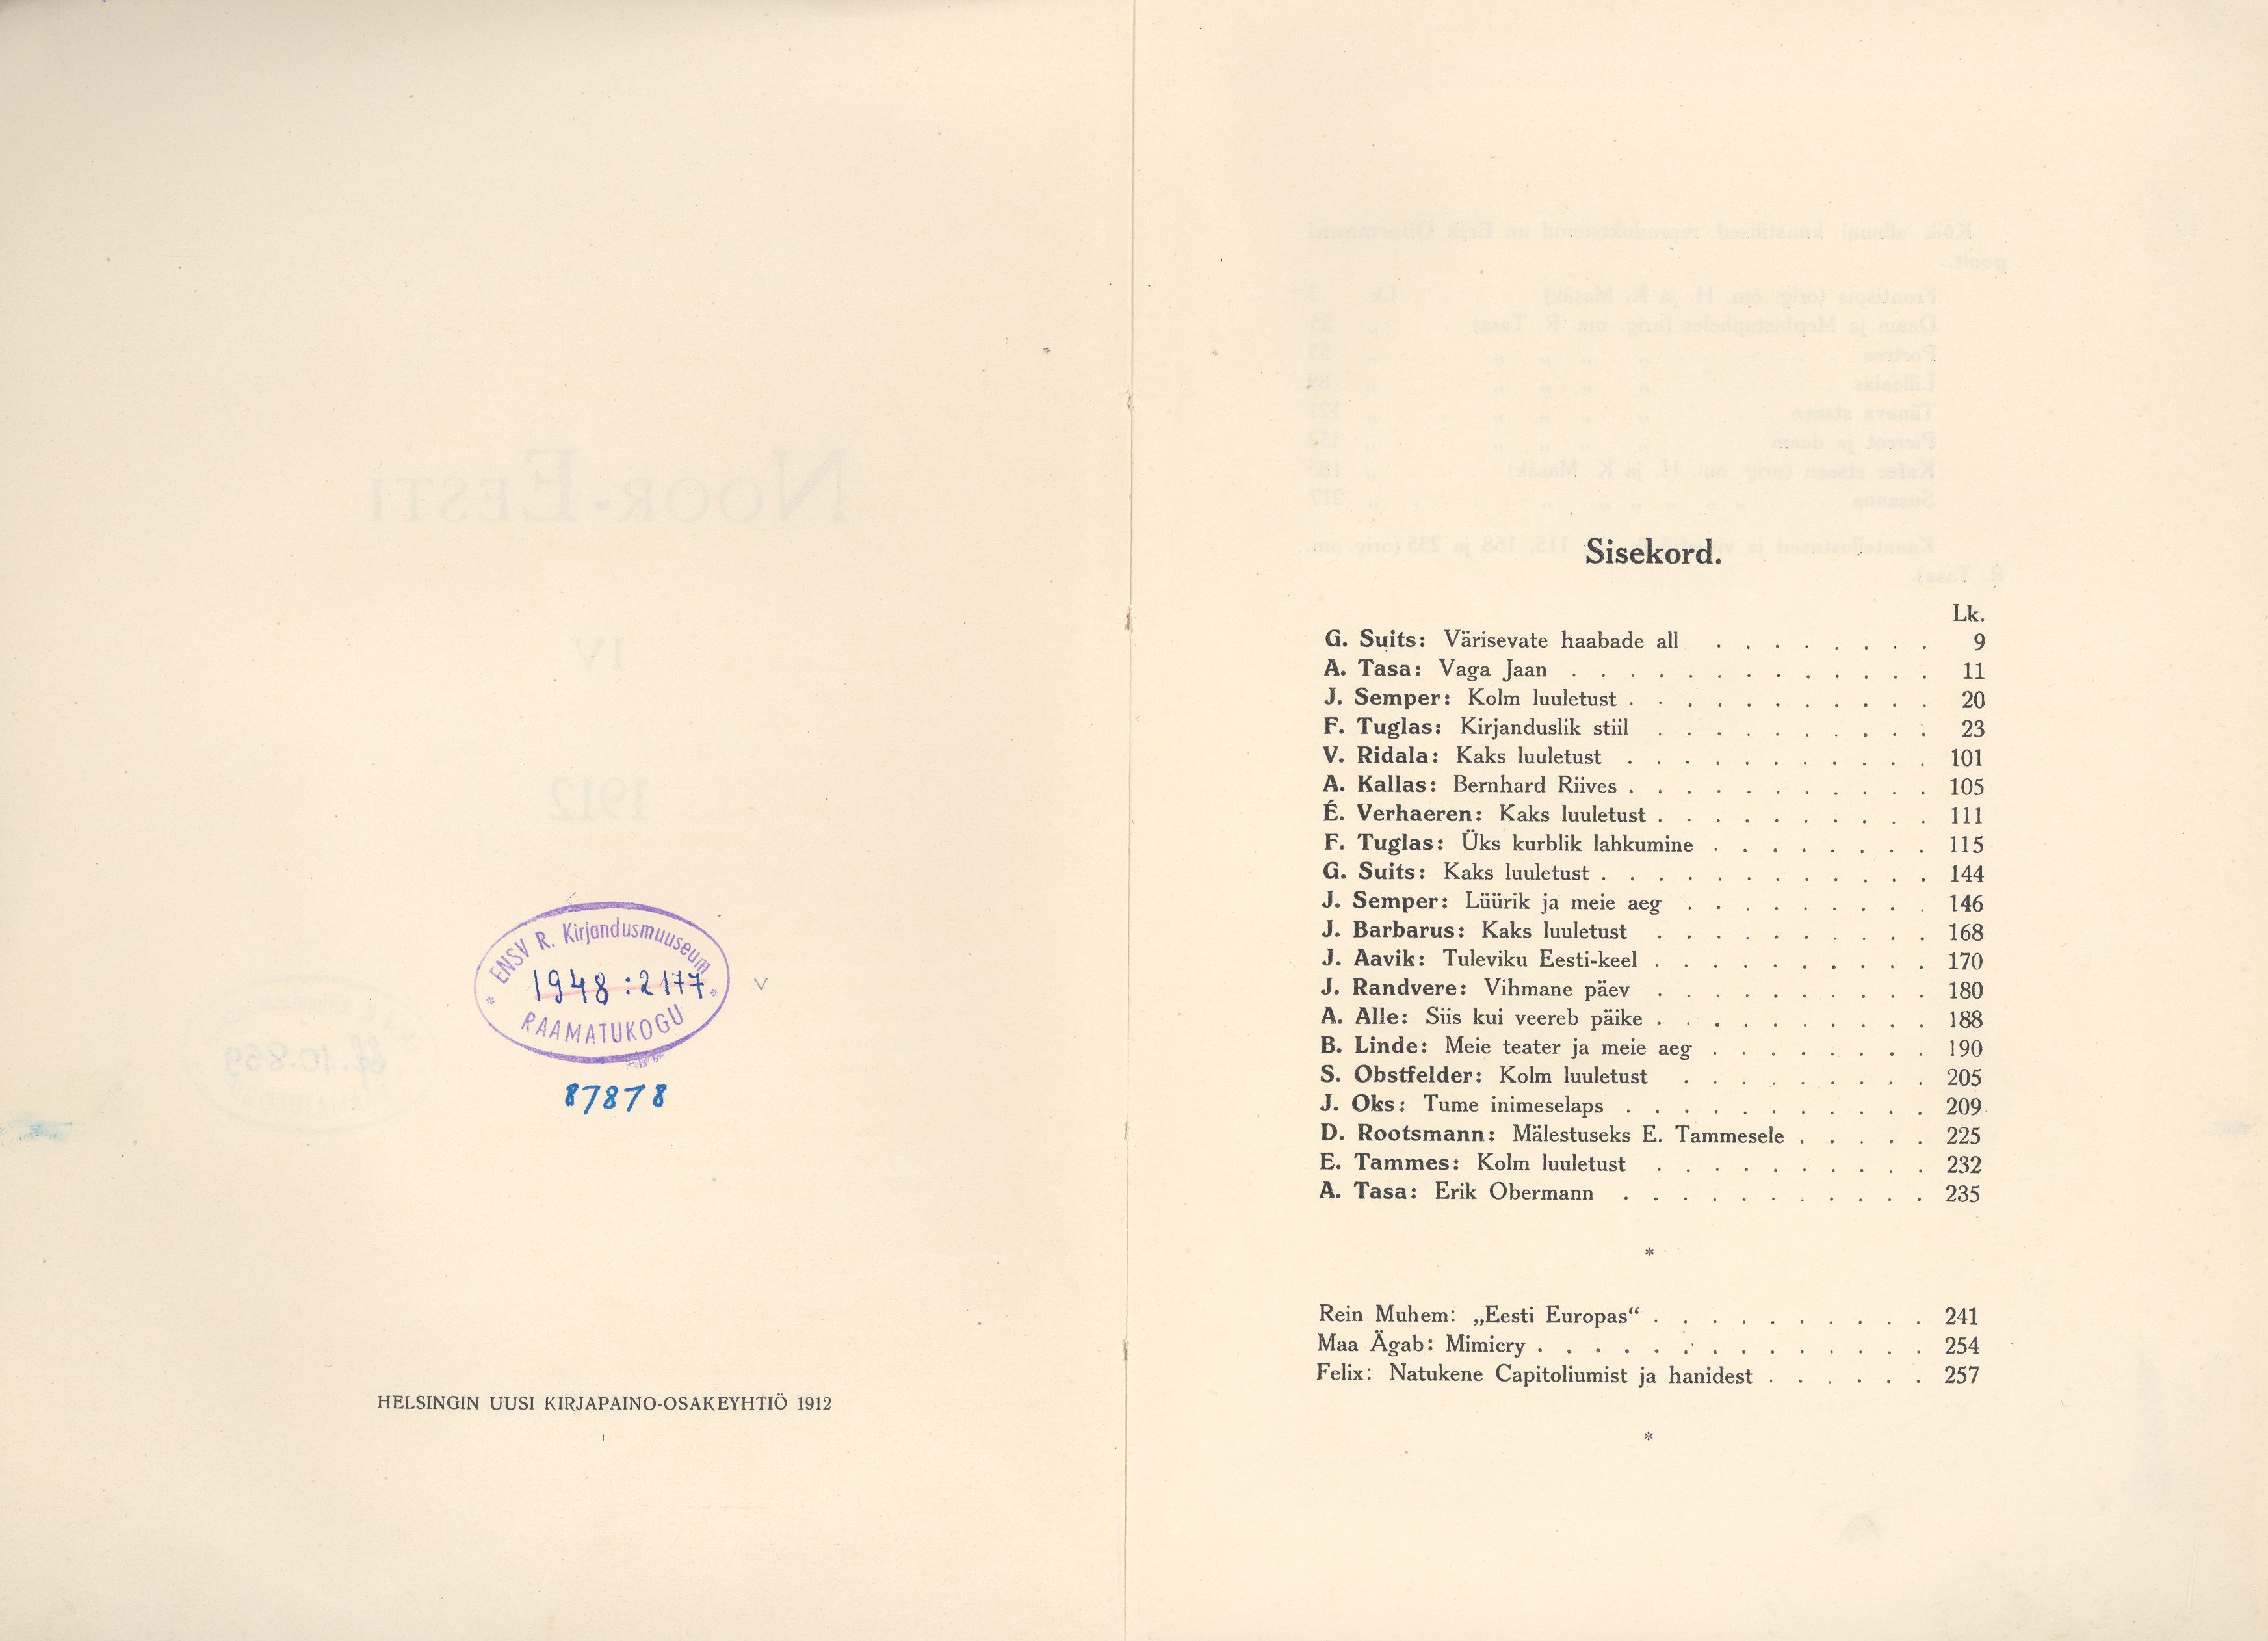 NOOR-EESTI
IV
1912
ENSV R. Kirjandusmuuseum
1948:2177
RAAMATUKOGU
87878
HELSINGIN UUSI KIRJAPAINO-OSAKEYHTIÖ 1912
Sisekord.
Lk.
G. Suits: Värisevate haabade all . . . . . . . . 9
A. Tasa: Vaga Jaan . . . . . . . . . . . . . 11
J. Semper: Kolm luuletust . . . . . . . . . . . 20
F. Tuglas: Kirjanduslik stiil . . . . . . . . . . 23
V. Ridala: Kaks luuletust . . . . . . . . . . . 101
A. Kallas: Bernhard Riives . . . . . . . . . . . 105
É. Verhaeren: Kaks luuletust . . . . . . . . . . 111
F. Tuglas: Üks kurblik lahkumine . . . . . . . . 115
G. Suits: Kaks luuletust . . . . . . . . . . . . 144
J. Semper: Lüürik ja meie aeg . . . . . . . . . 146
J. Barbarus: Kaks luuletust . . . . . . . . . . 168
J. Aavik: Tuleviku Eesti-keel . . . . . . . . . . 170
J. Randvere: Vihmane päev . . . . . . . . . . 180
A. Alle: Siis kui veereb päike . . . . . . . . . . 188
B. Linde: Meie teater ja meie aeg . . . . . . . . 190
S. Obstfelder: Kolm luuletust . . . . . . . . . 205
J. Oks: Tume inimeselaps . . . . . . . . . . . 209
D. Rootsmann: Mälestuseks E. Tammesele . . . . . 225
E. Tammes: Kolm luuletust . . . . . . . . . . 232
A. Tasa: Erik Obermann . . . . . . . . . . . 235
*
Rein Muhem: „Eesti Europas“ . . . . . . . . . . 241
Maa Ägab: Mimicry . . . . . . . . . . . . . . 254
Felix: Natukene Capitoliumist ja hanidest . . . . . . 257
*